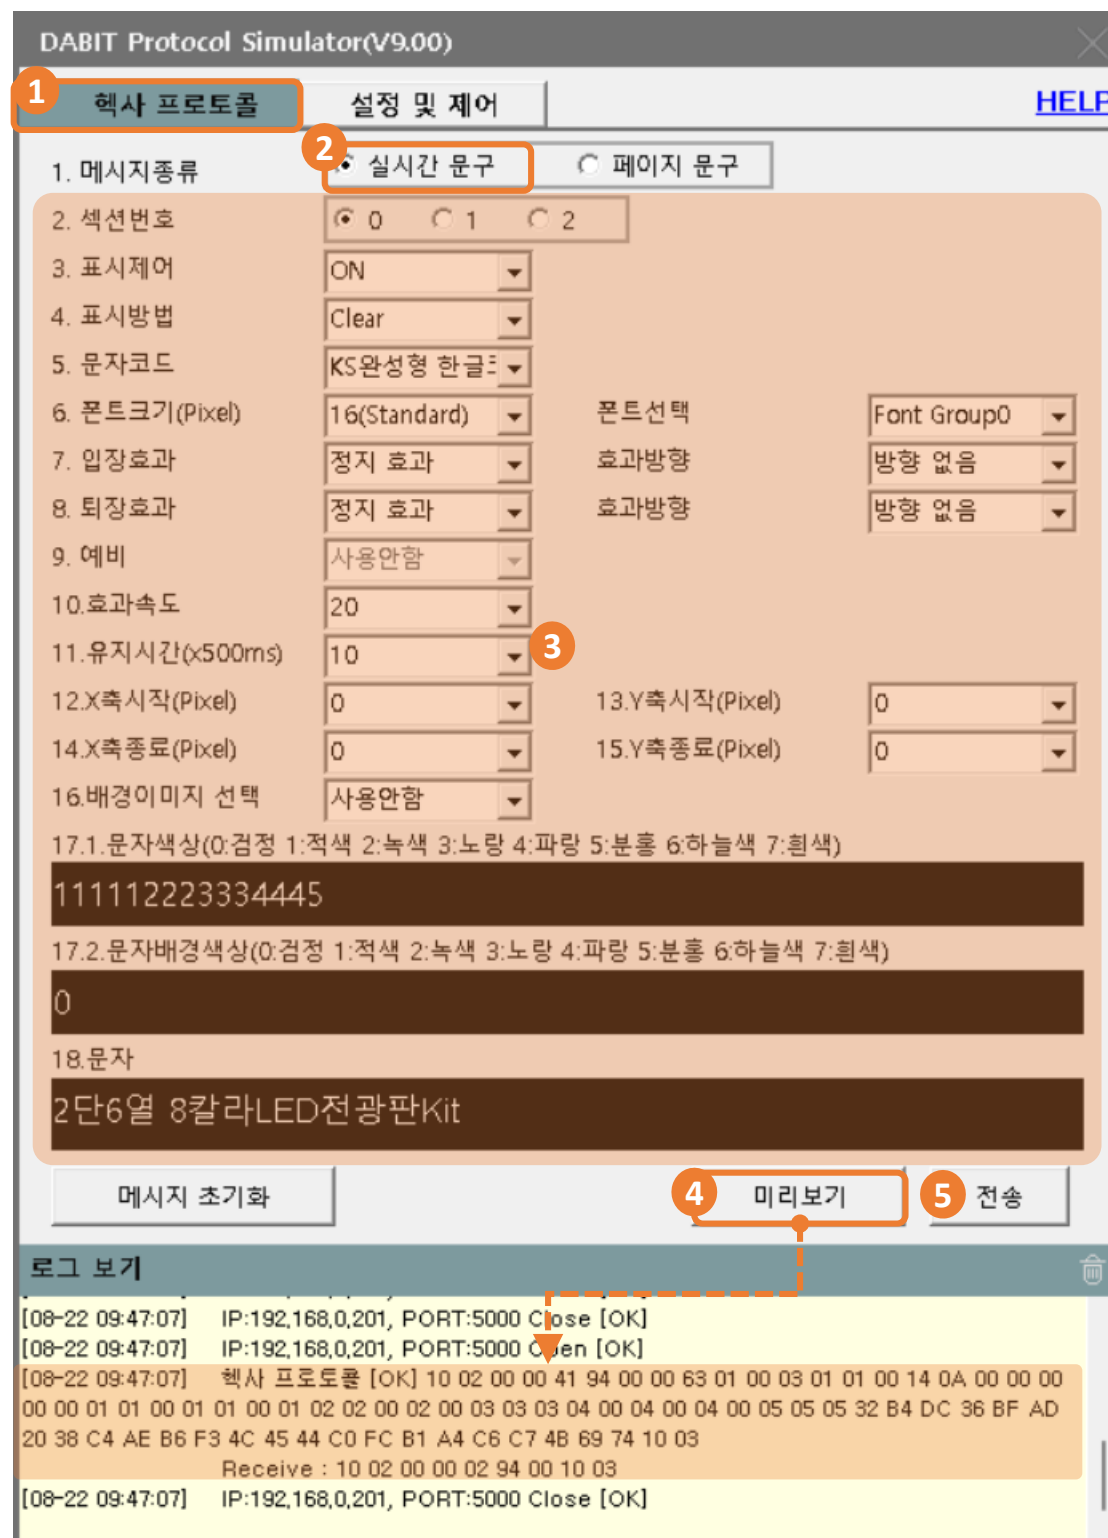 DABIT Protocol Simulator(V9.00)
1 헥사 프로토콜 설정 및 제어 HELP
1. 메시지종류 2 실시간 문구 페이지 문구
2. 섹션번호 0 1 2
3. 표시제어 ON
4. 표시방법 Clear
5. 문자코드 KS완성형 한글
6. 폰트크기(Pixel) 16(Standard) 폰트선택 Font Group0
7. 입장효과 정지 효과 효과방향 방향 없음
8. 퇴장효과 정지 효과 효과방향 방향 없음
9. 예비 사용안함
10.효과속도 20
11.유지시간(x500ms) 10 3
12.X축시작(Pixel) 0 13.Y축시작(Pixel) 0
14.X축종료(Pixel) 0 15.Y축종료(Pixel) 0
16.배경이미지 선택 사용안함
17.1.문자색상(0:검정 1:적색 2:녹색 3:노랑 4:파랑 5:분홍 6:하늘색 7:흰색)
111112223334445
17.2.문자배경색상(0:검정 1:적색 2:녹색 3:노랑 4:파랑 5:분홍 6:하늘색 7:흰색)
0
18.문자
2단6열 8칼라LED전광판Kit
메시지 초기화 4 미리보기 5 전송
로그 보기
[08-22 09:47:07] IP:192,168,0,201, PORT:5000 Close [OK]
[08-22 09:47:07] IP:192,168,0,201, PORT:5000 Open [OK]
[08-22 09:47:07] 헥사 프로토콜 [OK] 10 02 00 00 41 94 00 00 63 01 00 03 01 01 00 14 0A 00 00 00
00 00 01 01 00 01 01 00 01 02 02 00 02 00 03 03 03 04 00 04 00 04 00 05 05 05 32 B4 DC 36 BF AD
20 38 C4 AE B6 F3 4C 45 44 C0 FC B1 A4 C6 C7 4B 69 74 10 03
Receive : 10 02 00 00 02 94 00 10 03
[08-22 09:47:07] IP:192,168,0,201, PORT:5000 Close [OK]